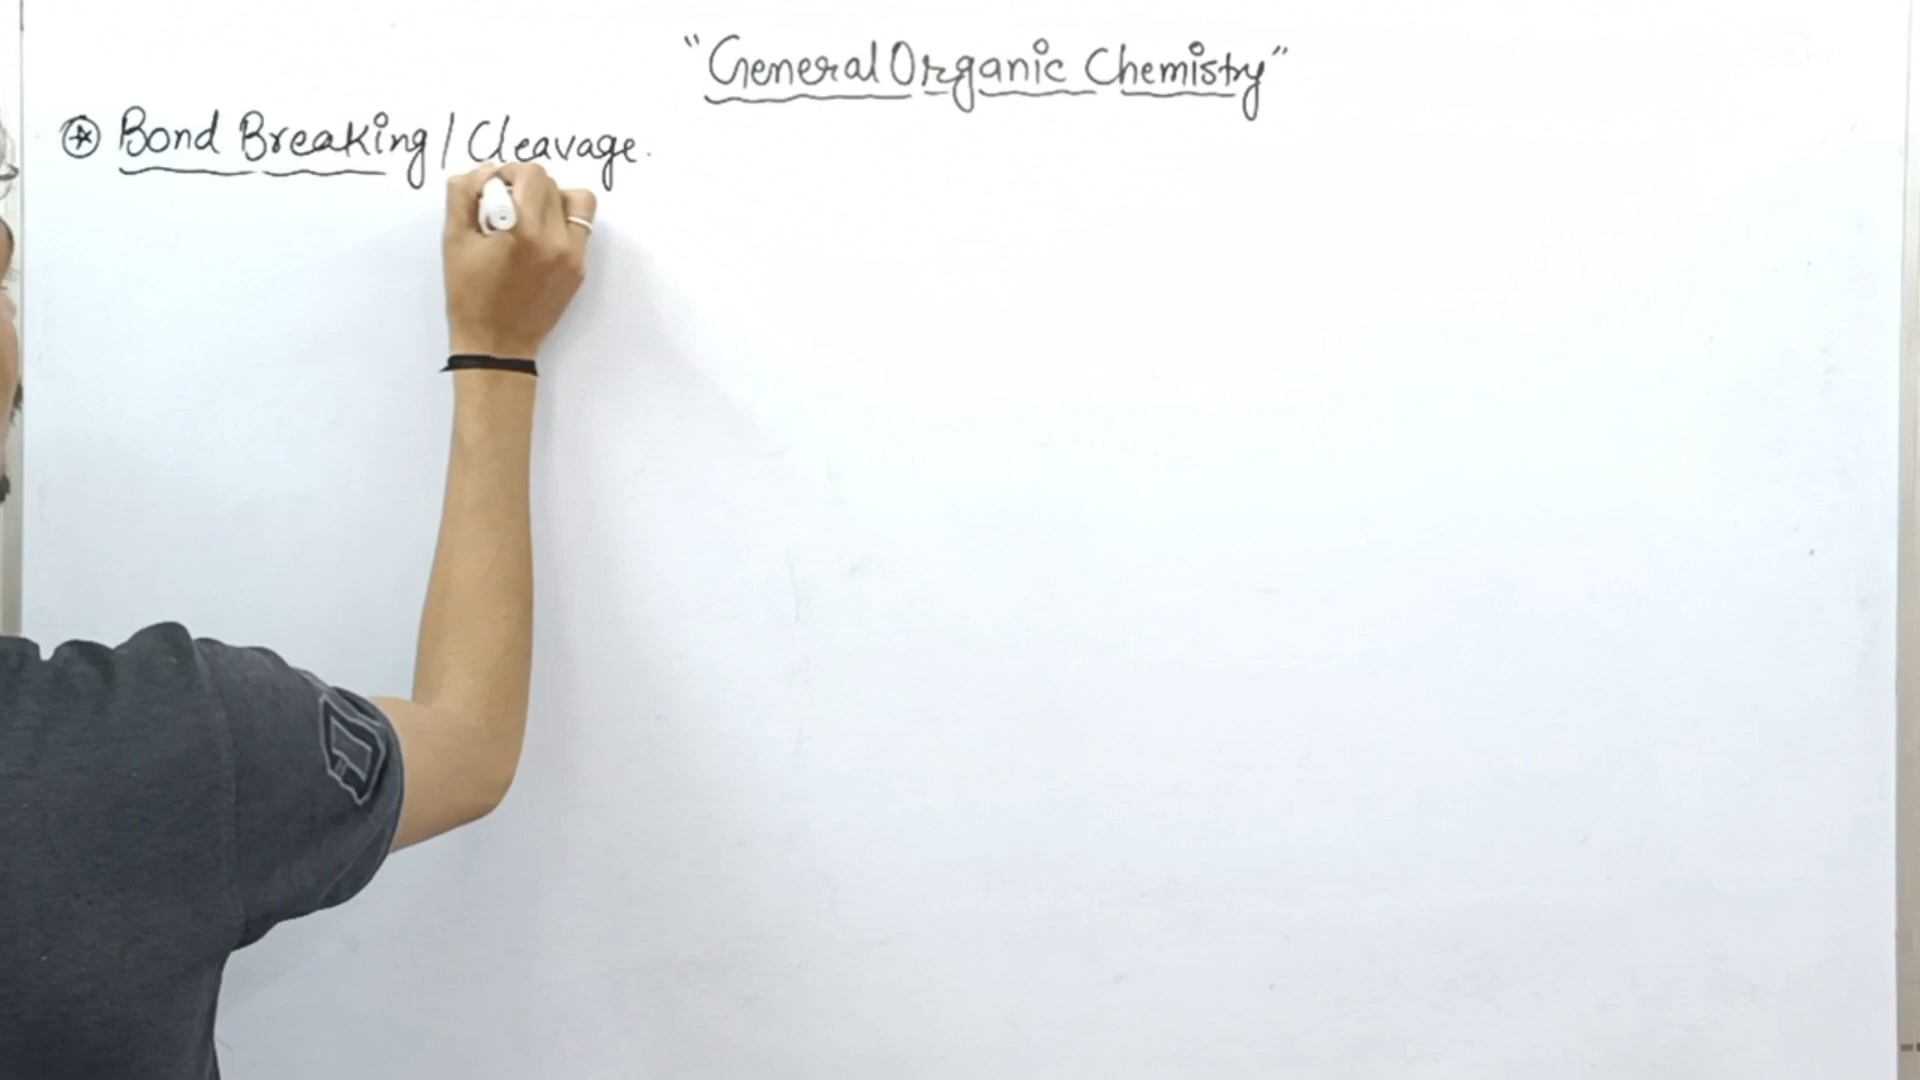 "General Organic Chemistry"
⍟ Bond Breaking / Cleavage.